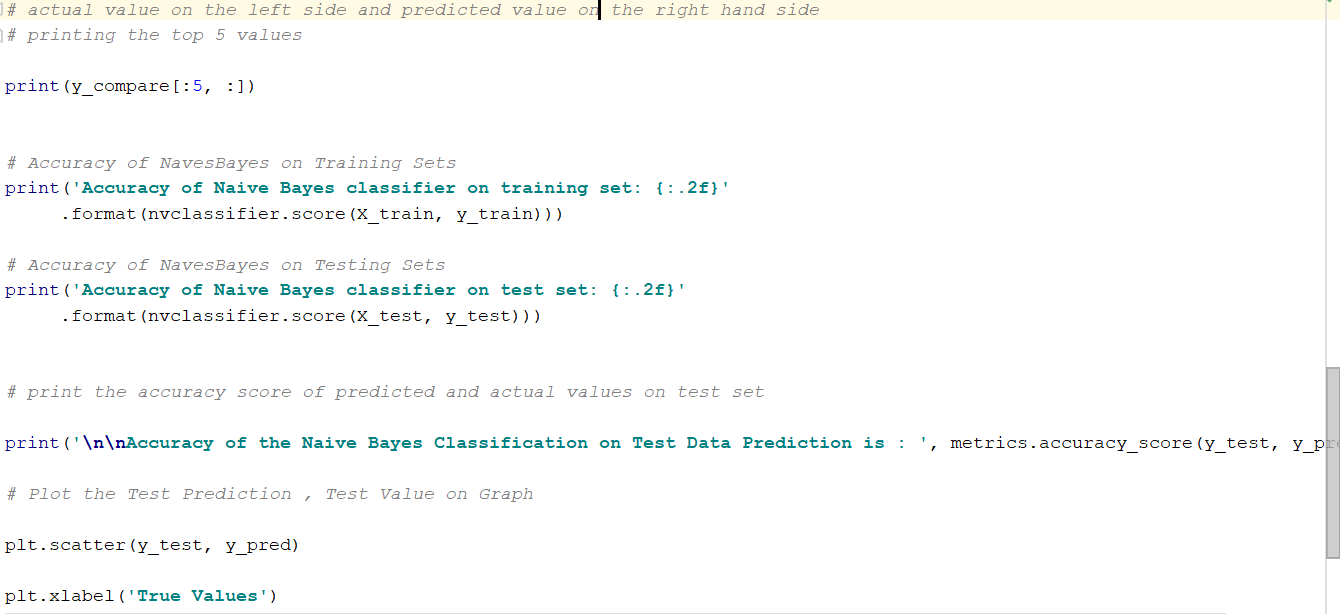 # actual value on the left side and predicted value on the right hand side
# printing the top 5 values
print(y_compare[:5, :])
# Accuracy of NavesBayes on Training Sets
print('Accuracy of Naive Bayes classifier on training set: {:.2f}'
.format(nvclassifier.score(X_train, y_train)))
# Accuracy of NavesBayes on Testing Sets
print('Accuracy of Naive Bayes classifier on test set: {:.2f}'
.format(nvclassifier.score(X_test, y_test)))
# print the accuracy score of predicted and actual values on test set
print('\n\nAccuracy of the Naive Bayes Classification on Test Data Prediction is : ', metrics.accuracy_score(y_test, y_pre
# Plot the Test Prediction , Test Value on Graph
plt.scatter(y_test, y_pred)
plt.xlabel('True Values')